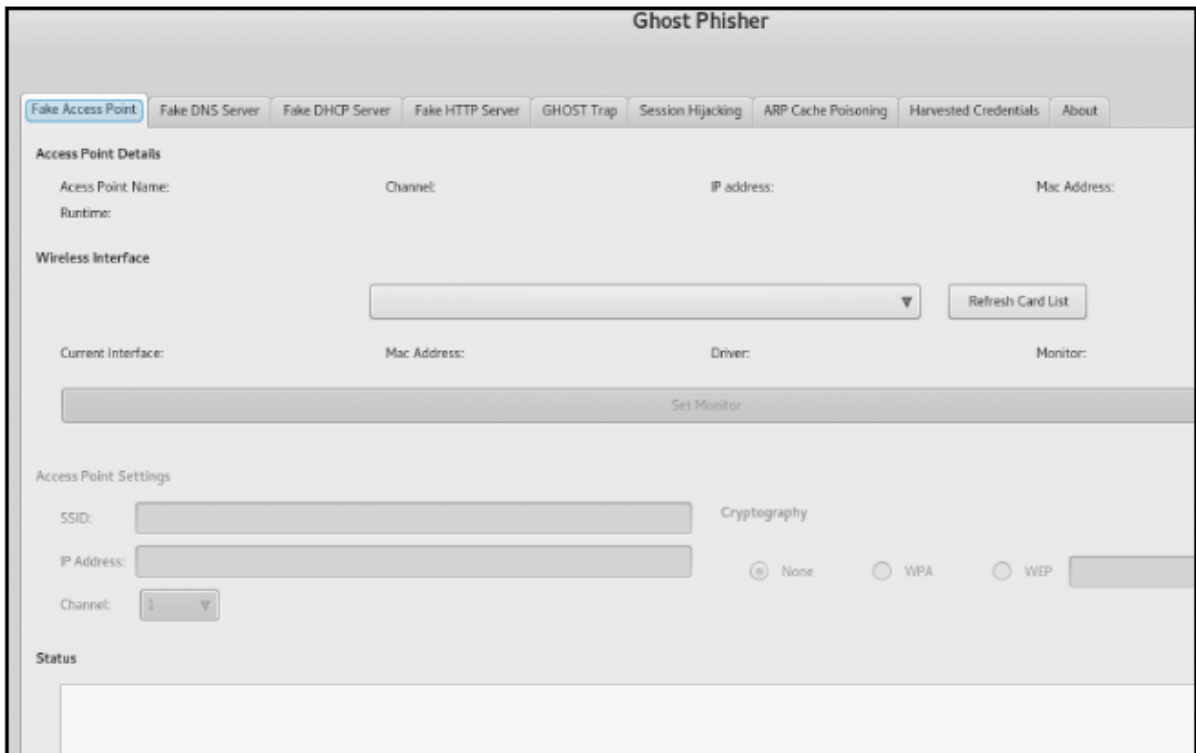 Ghost Phisher
Fake Access Point Fake DNS Server Fake DHCP Server Fake HTTP Server GHOST Trap Session Hijacking ARP Cache Poisoning Harvested Credentials About
Access Point Details
Acess Point Name: Channel: IP address: Mac Address:
Runtime:
Wireless Interface
Refresh Card List
Current Interface: Mac Address: Driver: Monitor:
Set Monitor
Access Point Settings
SSID: Cryptography
IP Address: None WPA WEP
Channel: 1
Status